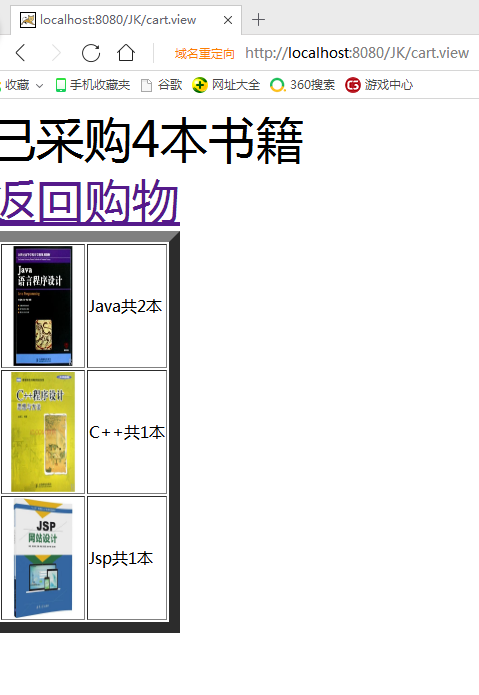 localhost:8080/JK/cart.view
域名重定向 http://localhost:8080/JK/cart.view
收藏 手机收藏夹 谷歌 网址大全 360搜索 游戏中心
已采购4本书籍
返回购物
Java
语言程序设计
Java共2本
C++程序设计
C++共1本
JSP
网站设计
Jsp共1本